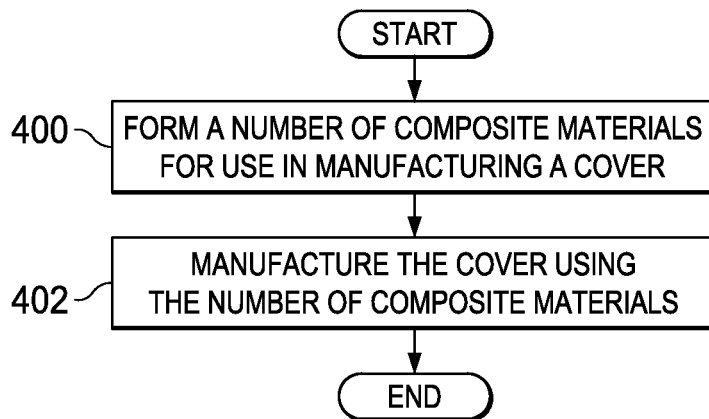 START
400
FORM A NUMBER OF COMPOSITE MATERIALS
FOR USE IN MANUFACTURING A COVER
402
MANUFACTURE THE COVER USING
THE NUMBER OF COMPOSITE MATERIALS
END